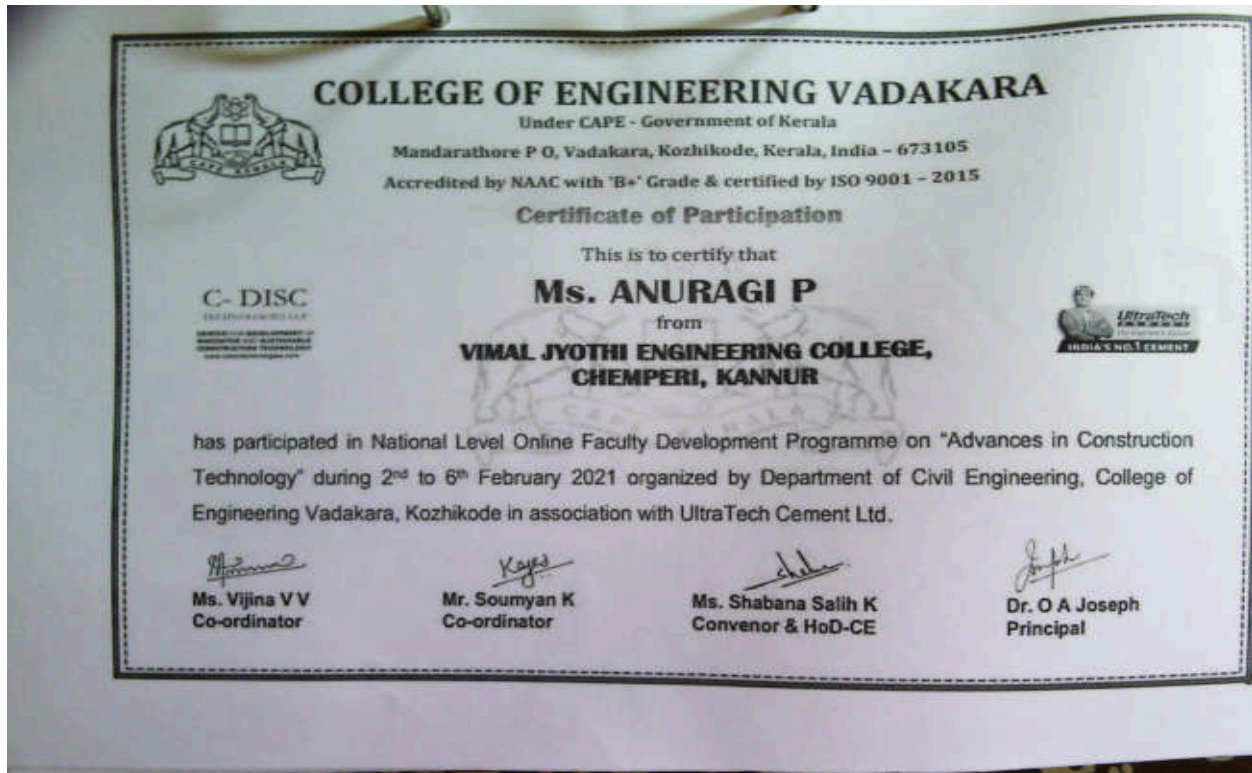 COLLEGE OF ENGINEERING VADAKARA
Under CAPE - Government of Kerala
Mandarathore P O, Vadakara, Kozhikode, Kerala, India – 673105
Accredited by NAAC with "B+" Grade & certified by ISO 9001 – 2015
CAPE KERALA
Certificate of Participation
This is to certify that
Ms. ANURAGI P
from
VIMAL JYOTHI ENGINEERING COLLEGE,
CHEMPERI, KANNUR
C- DISC
UltraTech
CEMENT
INDIA'S NO.1 CEMENT
CAPE KERALA
has participated in National Level Online Faculty Development Programme on "Advances in Construction
Technology" during 2nd to 6th February 2021 organized by Department of Civil Engineering, College of
Engineering Vadakara, Kozhikode in association with UltraTech Cement Ltd.
Ms. Vijina V V
Co-ordinator
Mr. Soumyan K
Co-ordinator
Ms. Shabana Salih K
Convenor & HoD-CE
Dr. O A Joseph
Principal